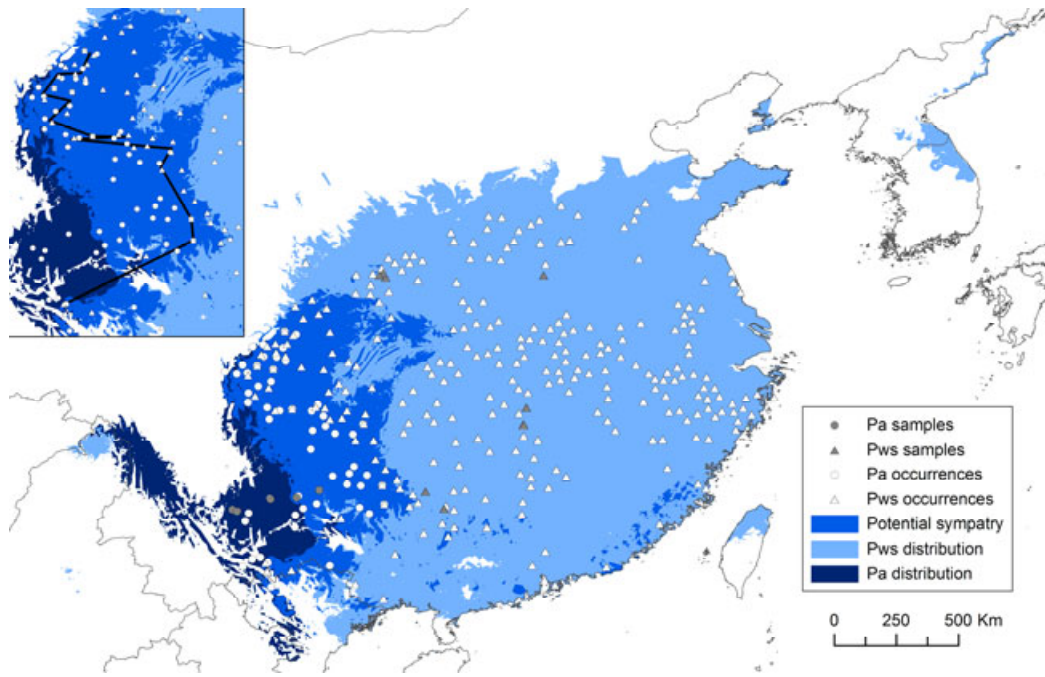 Pa samples
Pws samples
Pa occurrences
Pws occurrences
Potential sympatry
Pws distribution
Pa distribution
0 250 500 Km